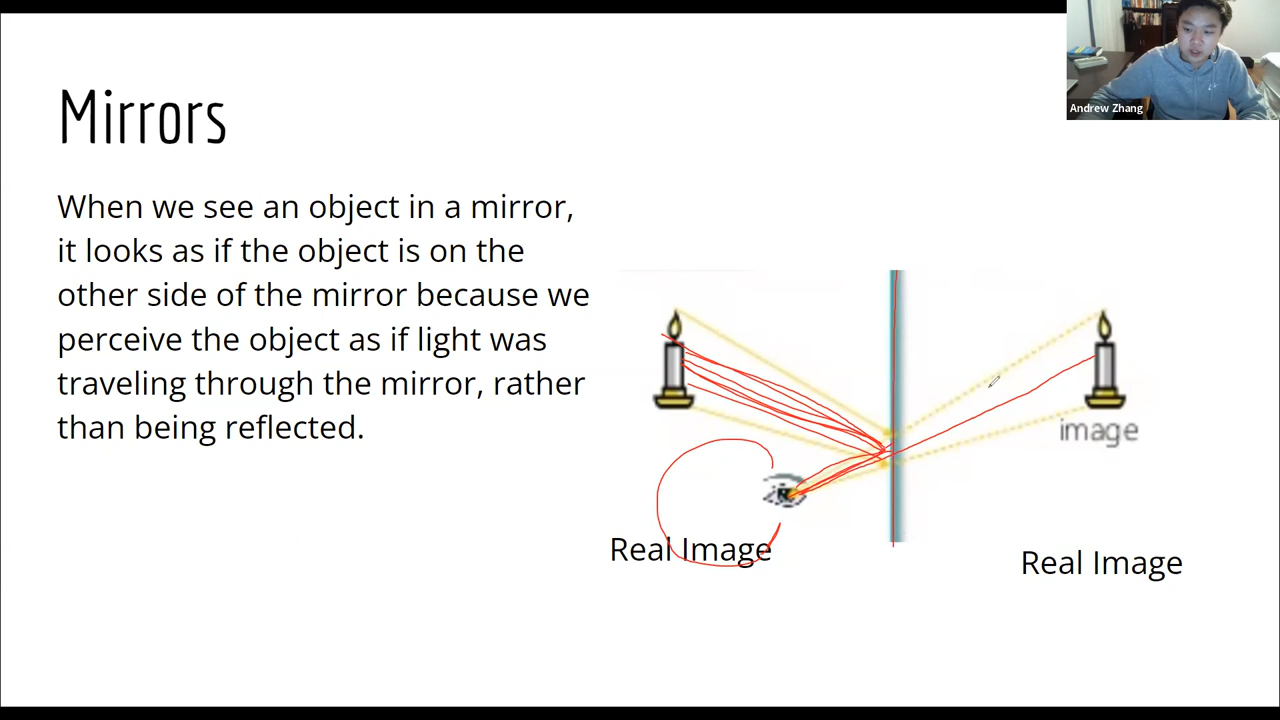 Andrew Zhang
Mirrors
When we see an object in a mirror,
it looks as if the object is on the
other side of the mirror because we
perceive the object as if light was
traveling through the mirror, rather
than being reflected.
image
Real Image
Real Image